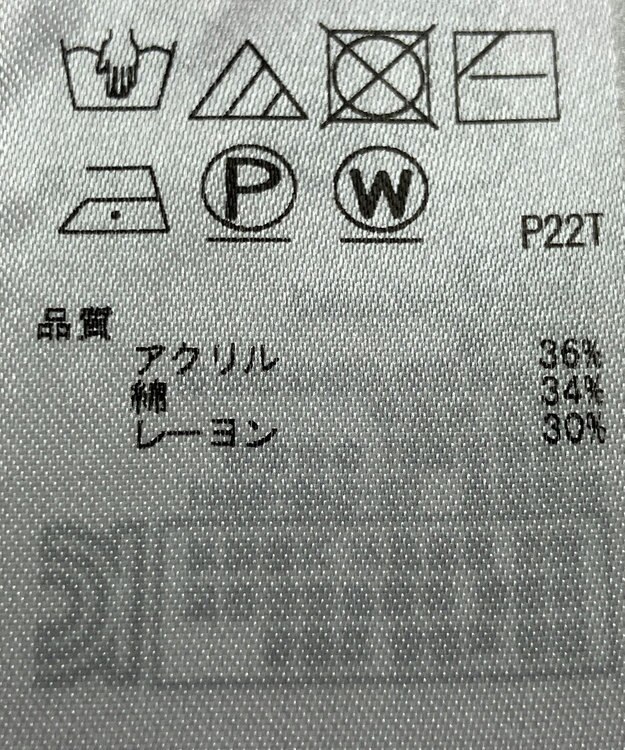 P W
P22T
品質
アクリル 36%
綿 34%
レーヨン 30%